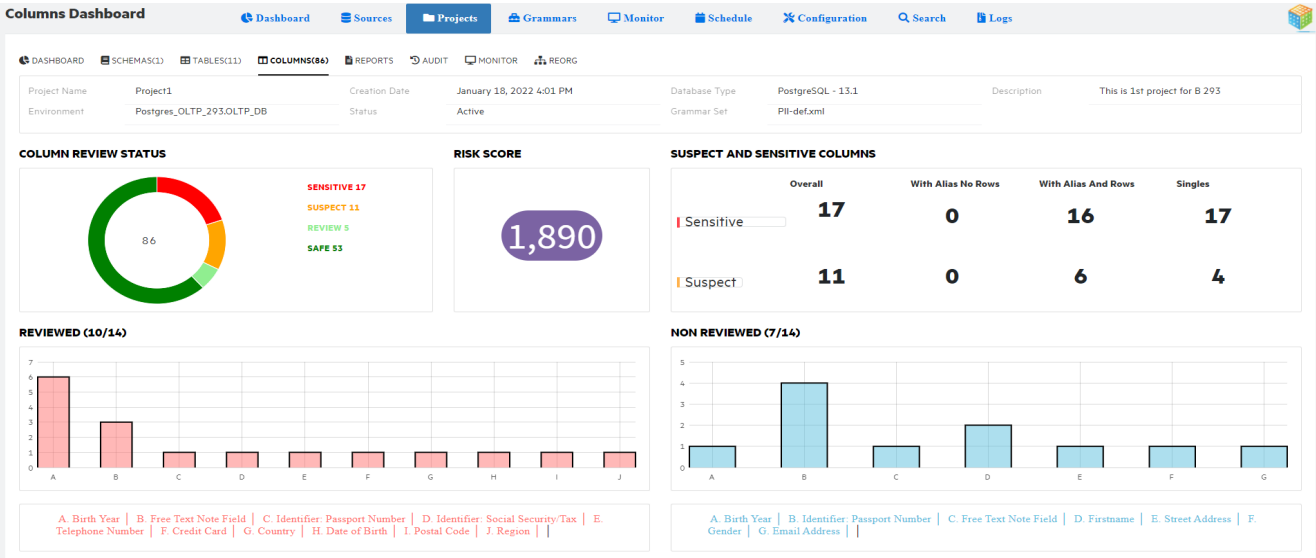 Columns Dashboard
Dashboard Sources Projects Grammars Monitor Schedule Configuration Search Logs
DASHBOARD SCHEMAS(1) TABLES(11) COLUMNS(86) REPORTS AUDIT MONITOR REORG
Project Name Project1 Creation Date January 18, 2022 4:01 PM Database Type PostgreSQL - 13.1 Description This is 1st project for B 293
Environment Postgres_OLTP_293.OLTP_DB Status Active Grammar Set PII-def.xml
COLUMN REVIEW STATUS
86
SENSITIVE 17
SUSPECT 11
REVIEW 5
SAFE 53
RISK SCORE
1,890
SUSPECT AND SENSITIVE COLUMNS
Overall With Alias No Rows With Alias And Rows Singles
Sensitive 17 0 16 17
Suspect 11 0 6 4
REVIEWED (10/14)
7
6
5
4
3
2
1
0
A B C D E F G H I J
A. Birth Year | B. Free Text Note Field | C. Identifier: Passport Number | D. Identifier: Social Security/Tax | E.
Telephone Number | F. Credit Card | G. Country | H. Date of Birth | I. Postal Code | J. Region | |
NON REVIEWED (7/14)
5
4
3
2
1
0
A B C D E F G
A. Birth Year | B. Identifier: Passport Number | C. Free Text Note Field | D. Firstname | E. Street Address | F.
Gender | G. Email Address | |